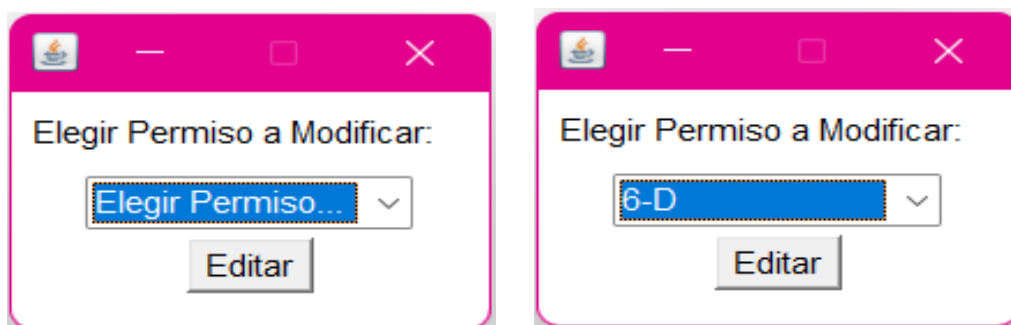 Elegir Permiso a Modificar:
Elegir Permiso...
Editar
Elegir Permiso a Modificar:
6-D
Editar